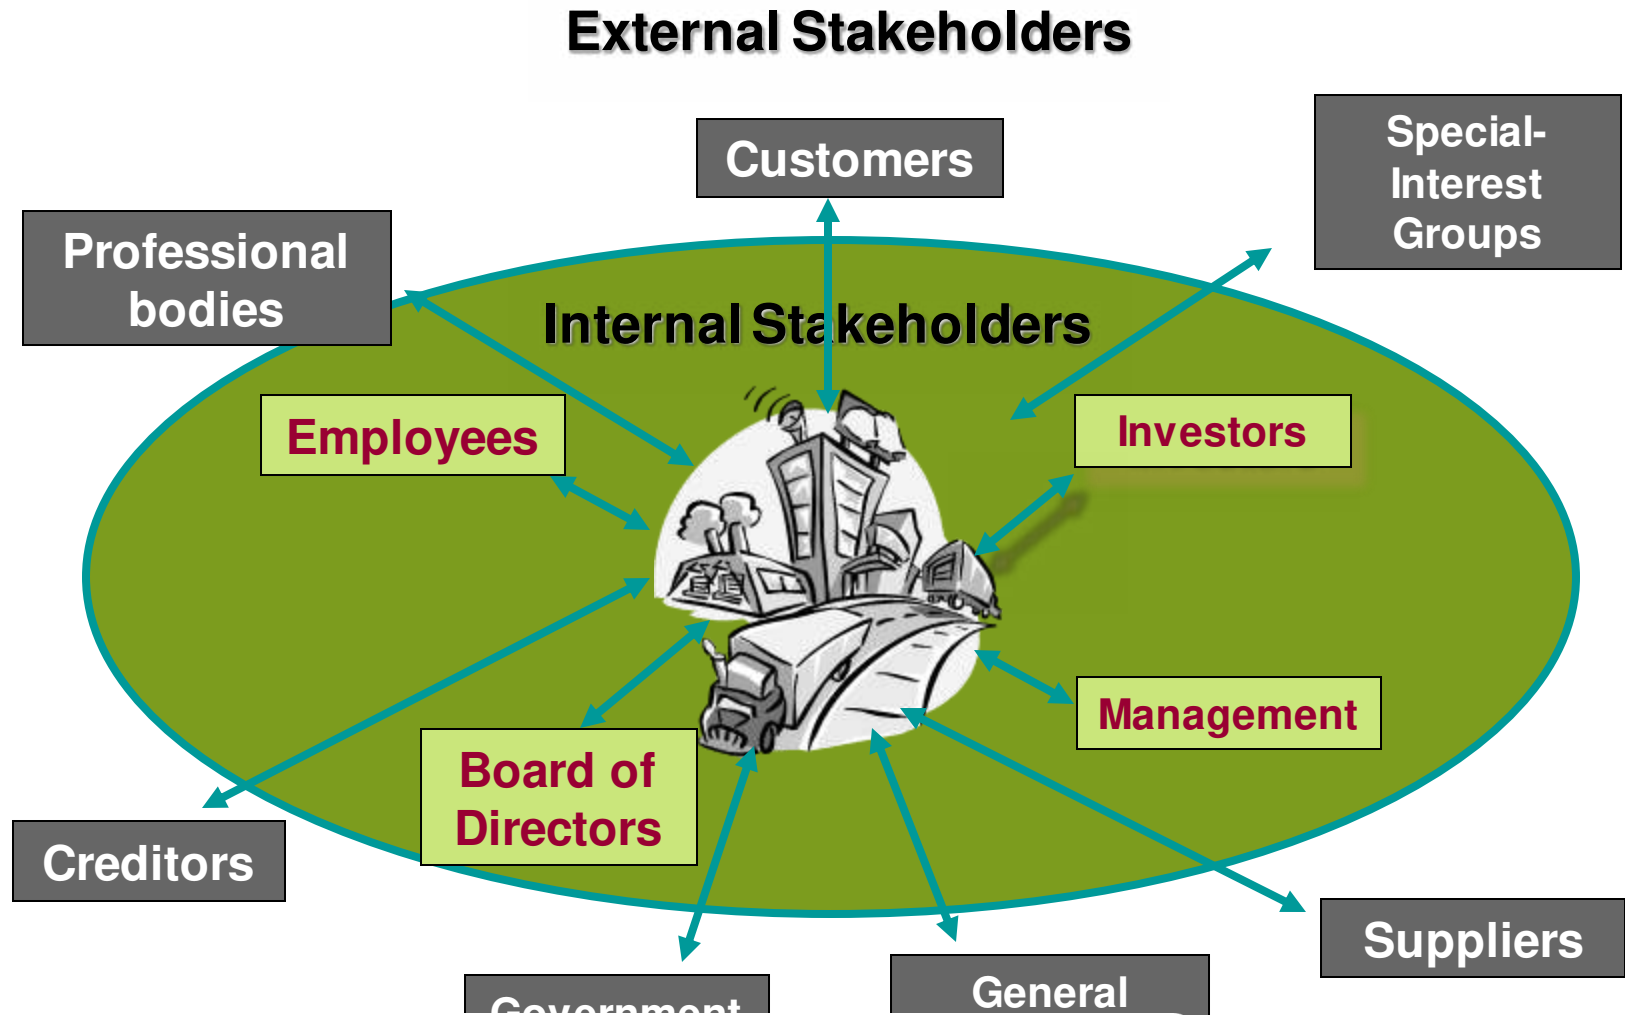 External Stakeholders
Customers
Special-
Interest
Groups
Professional
bodies
Internal Stakeholders
Employees
Investors
Management
Board of
Directors
Creditors
Suppliers
Government
General